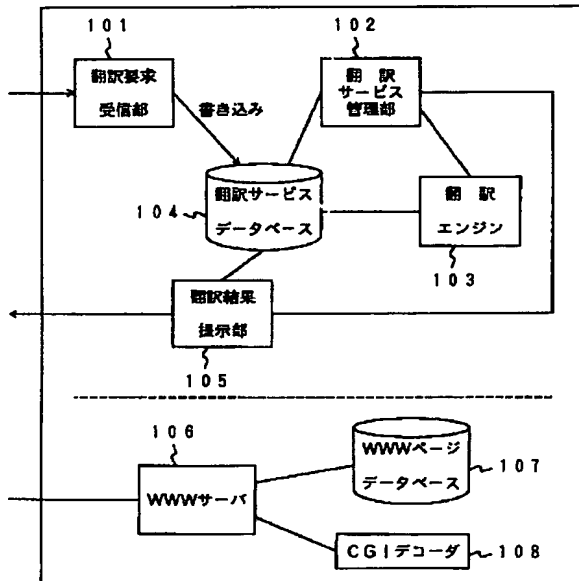 101
翻訳要求
受信部
書き込み
102
翻訳
サービス
管理部
104
翻訳サービス
データベース
翻訳
エンジン
103
翻訳結果
提示部
105
106
WWWサーバ
WWWページ
データベース
107
CGIデコーダ
108